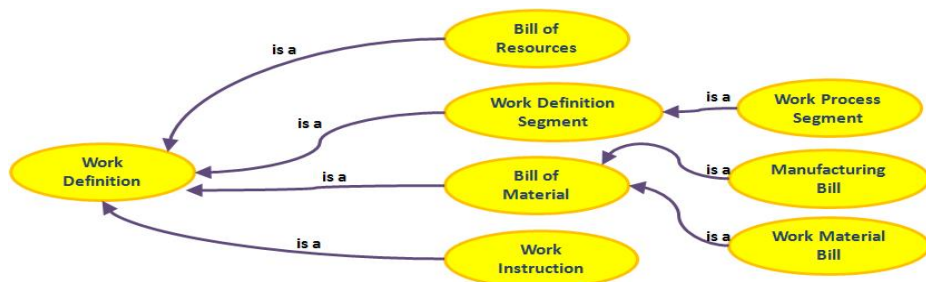 Bill of
Resources
is a
Work Definition
Segment
is a
Work Process
Segment
is a
Work
Definition
is a
Bill of
Material
is a
Manufacturing
Bill
is a
Work Material
Bill
is a
Work
Instruction